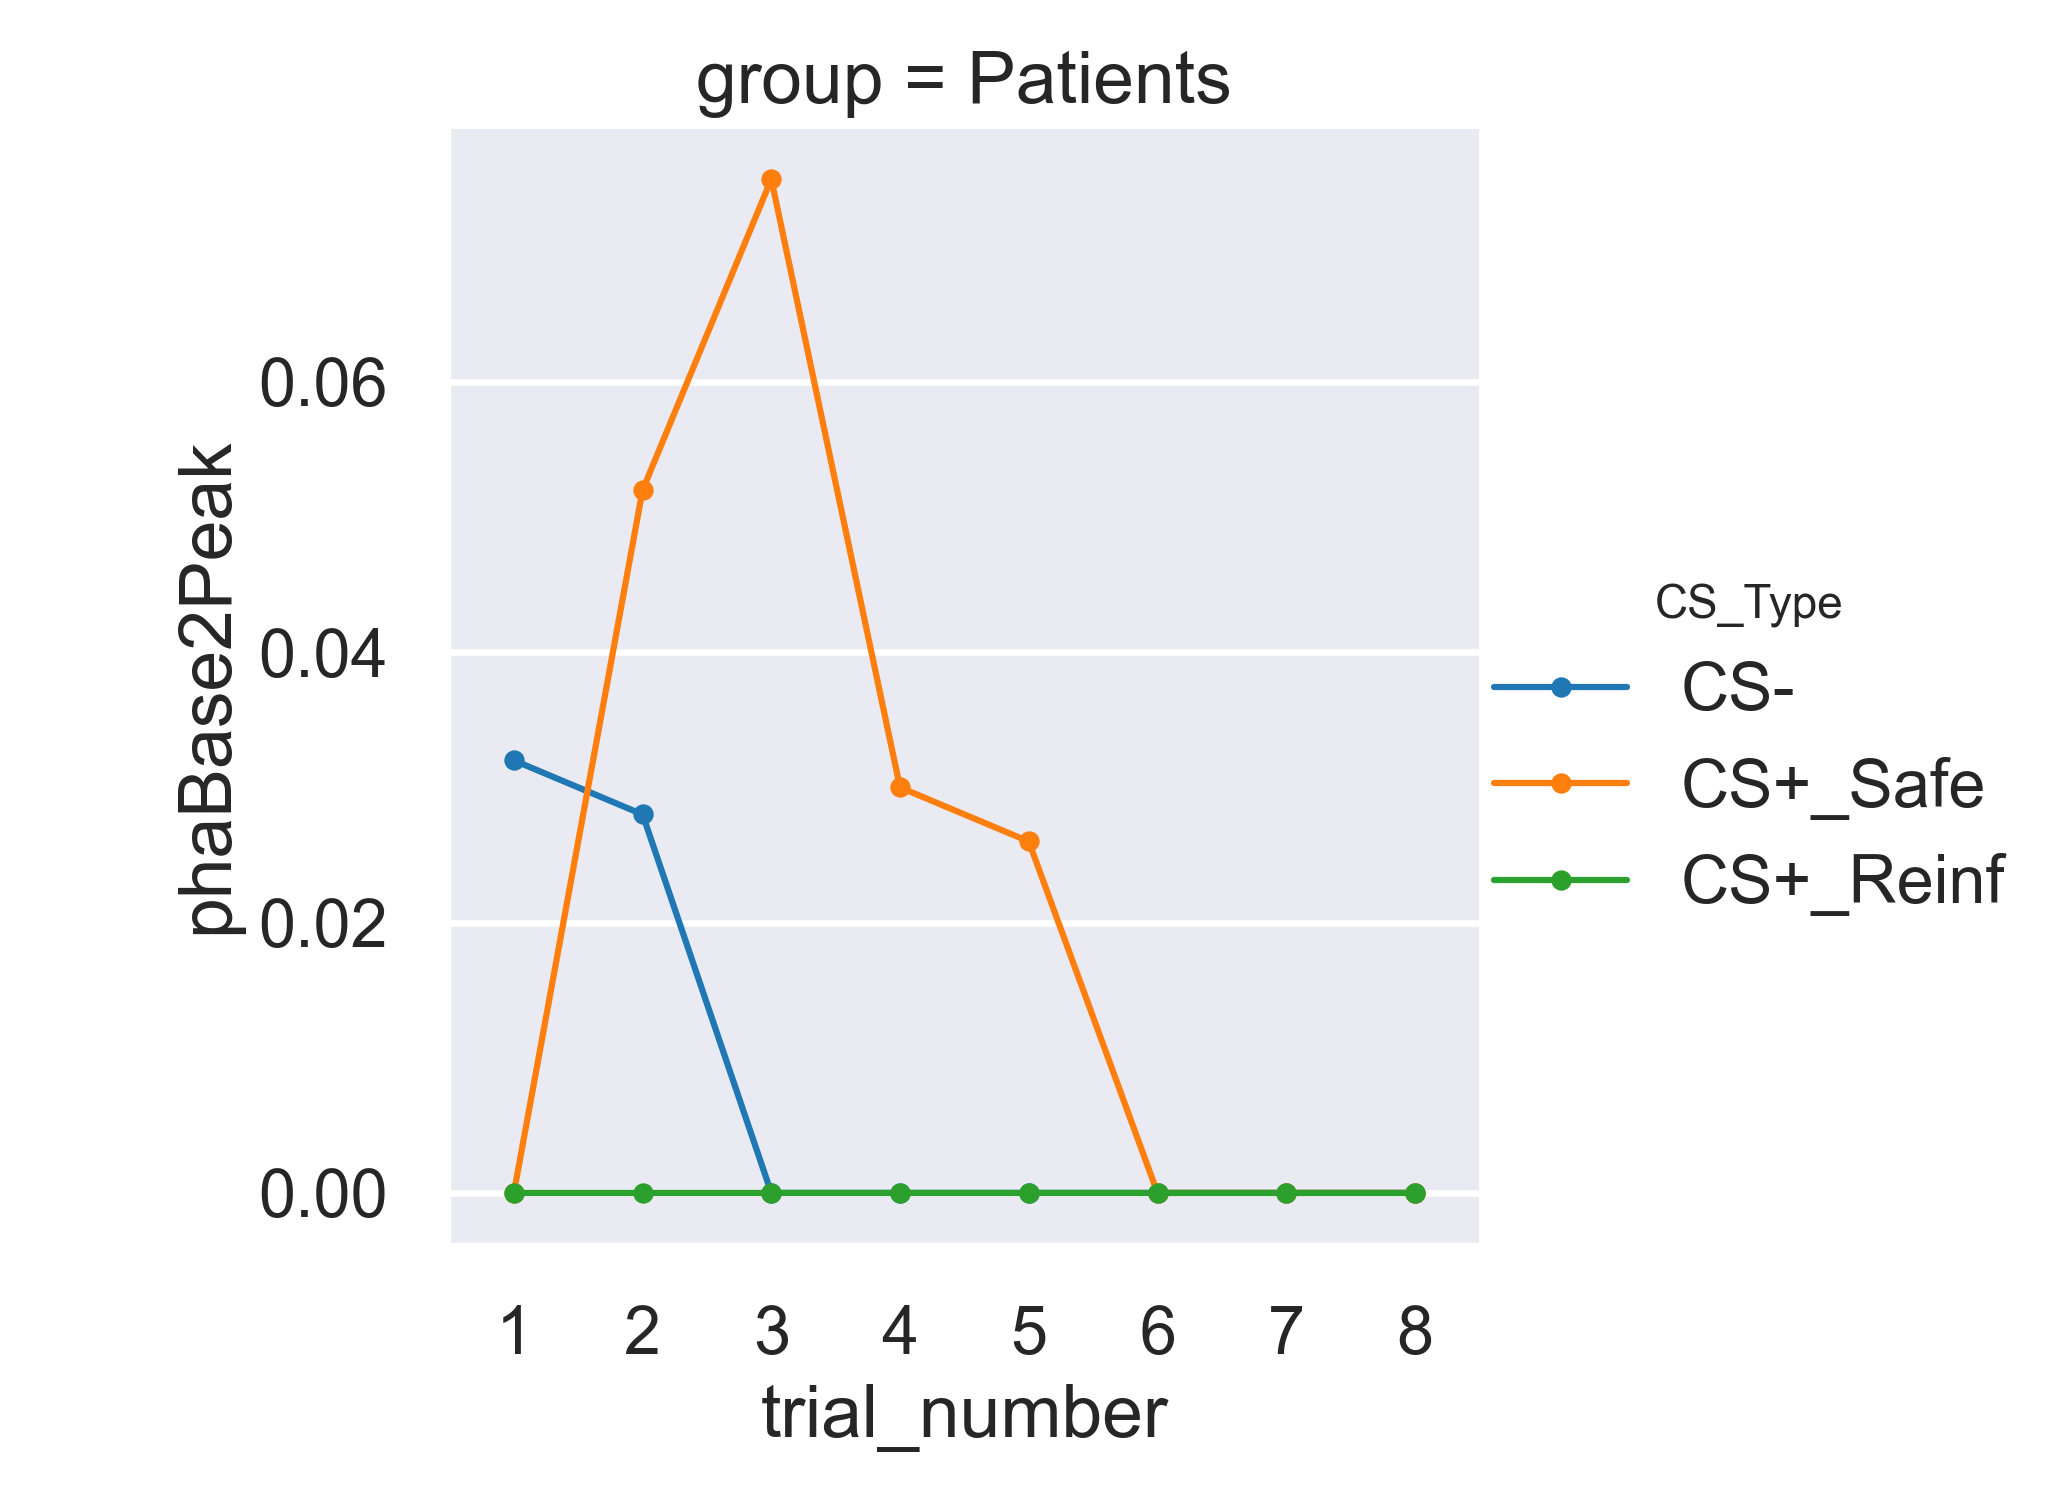 group = Patients
phaBase2Peak
0.06
0.04
0.02
0.00
1 2 3 4 5 6 7 8
trial_number
CS_Type
CS-
CS+_Safe
CS+_Reinf